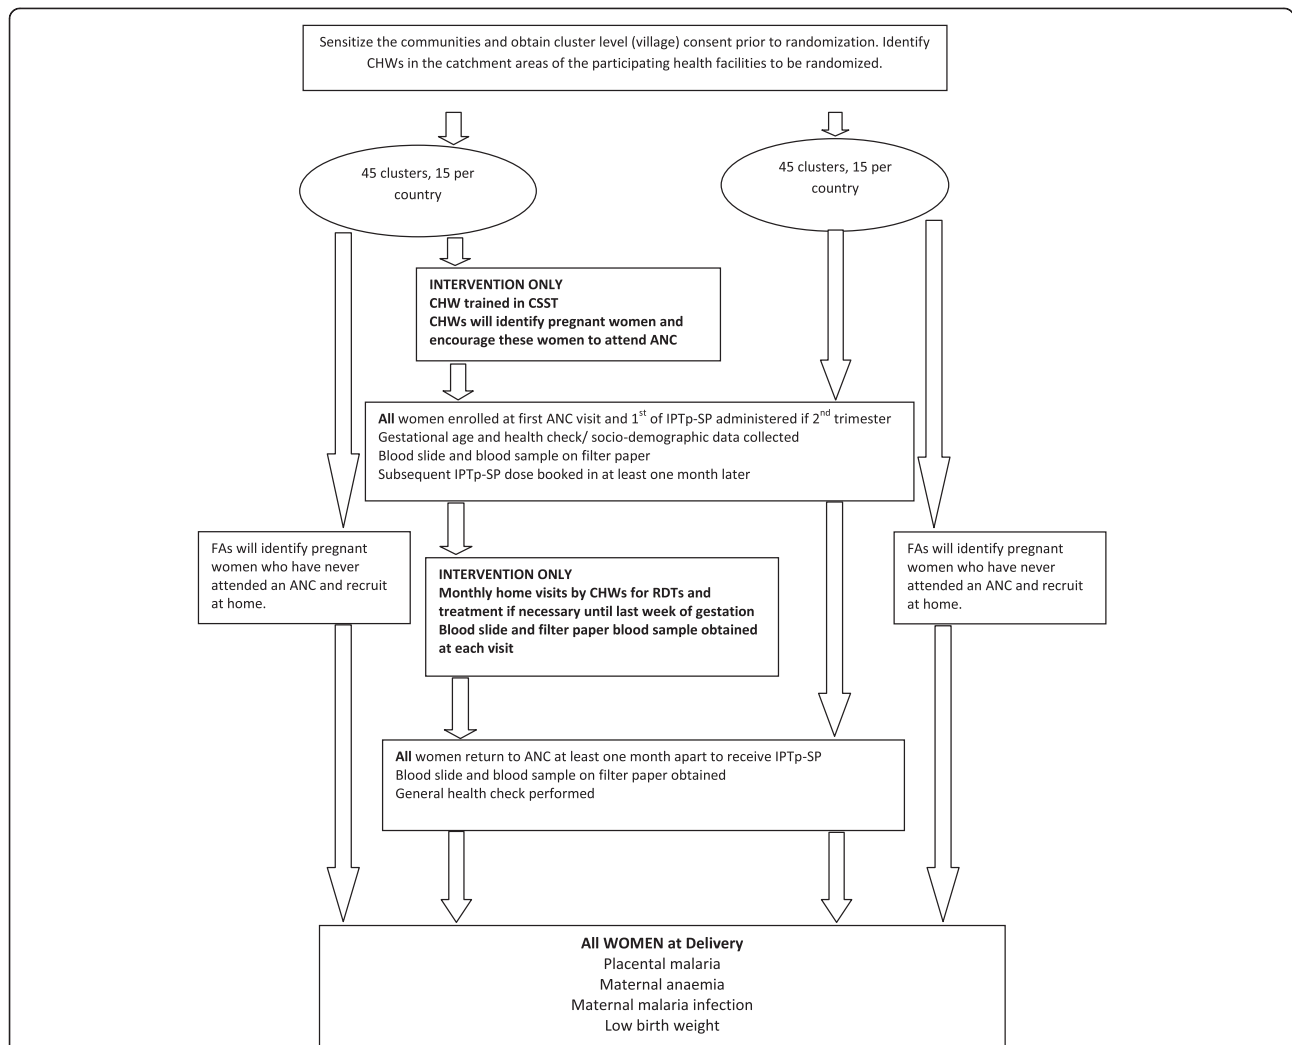 Sensitize the communities and obtain cluster level (village) consent prior to randomization. Identify
CHWs in the catchment areas of the participating health facilities to be randomized.
45 clusters, 15 per
country
45 clusters, 15 per
country
INTERVENTION ONLY
CHW trained in CSST
CHWs will identify pregnant women and
encourage these women to attend ANC
All women enrolled at first ANC visit and 1st of IPTp-SP administered if 2nd trimester
Gestational age and health check/ socio-demographic data collected
Blood slide and blood sample on filter paper
Subsequent IPTp-SP dose booked in at least one month later
FAs will identify pregnant
women who have never
attended an ANC and recruit
at home.
INTERVENTION ONLY
Monthly home visits by CHWs for RDTs and
treatment if necessary until last week of gestation
Blood slide and filter paper blood sample obtained
at each visit
FAs will identify pregnant
women who have never
attended an ANC and recruit
at home.
All women return to ANC at least one month apart to receive IPTp-SP
Blood slide and blood sample on filter paper obtained
General health check performed
All WOMEN at Delivery
Placental malaria
Maternal anaemia
Maternal malaria infection
Low birth weight